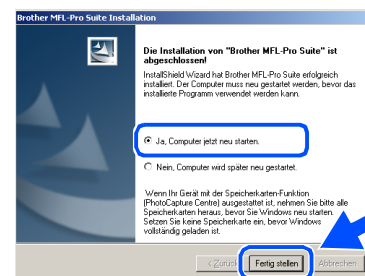 Brother MFL-Pro Suite Installation
Die Installation von "Brother MFL-Pro Suite" ist
abgeschlossen!
InstallShield Wizard hat Brother MFL-Pro Suite erfolgreich
installiert. Der Computer muss neu gestartet werden, bevor das
installierte Programm verwendet werden kann.
Ja, Computer jetzt neu starten.
Nein, Computer wird später neu gestartet.
Wenn Ihr Gerät mit der Speicherkarten-Funktion
(PhotoCapture Centre) ausgestattet ist, nehmen Sie bitte alle
Speicherkarten heraus, bevor Sie Windows neu starten.
Setzen Sie keine Speicherkarte ein, bevor Windows
vollständig geladen ist.
< Zurück Fertig stellen Abbrechen